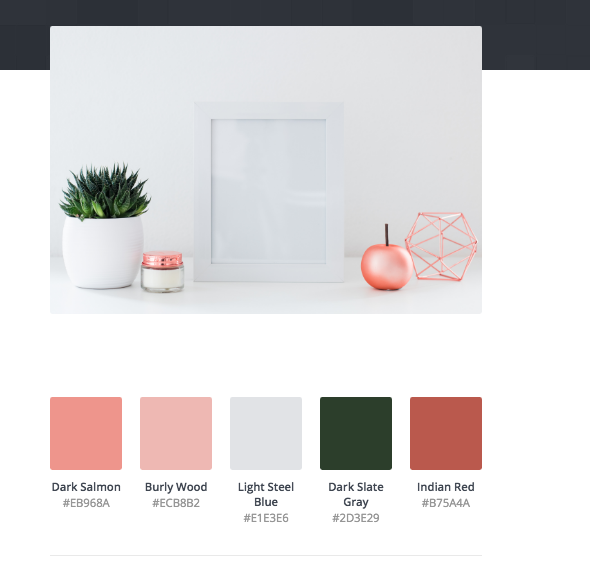 Dark Salmon
#EB968A
Burly Wood
#ECB8B2
Light Steel
Blue
#E1E3E6
Dark Slate
Gray
#2D3E29
Indian Red
#B75A4A